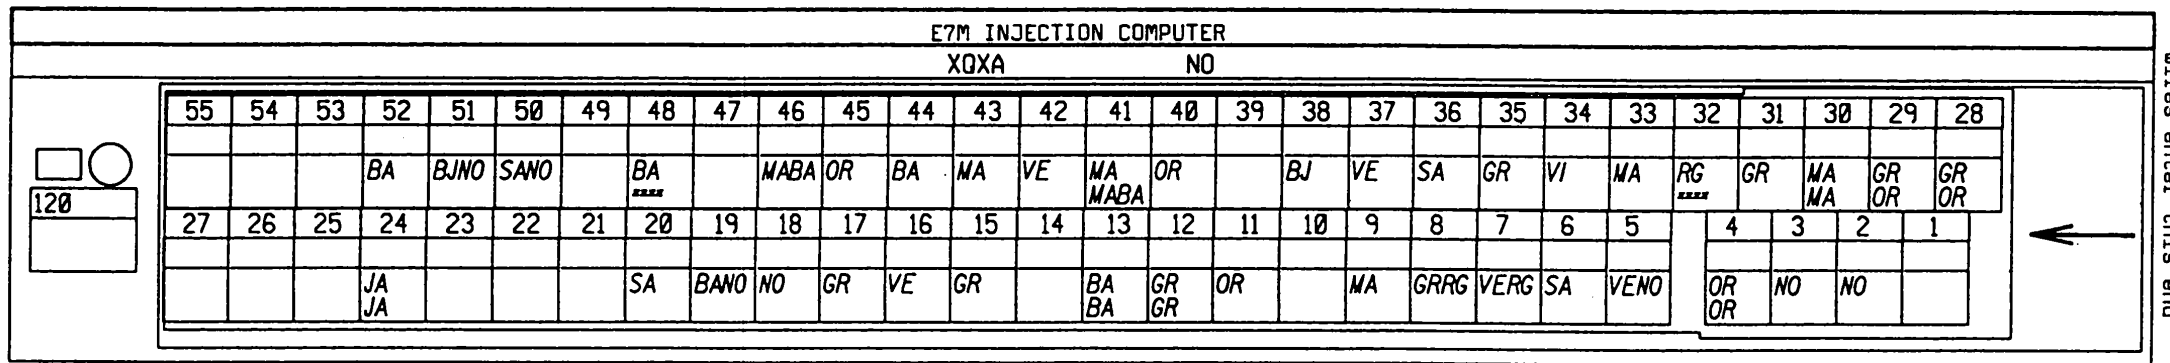 E7M INJECTION COMPUTER
XQXA NO
55 54 53 52 51 50 49 48 47 46 45 44 43 42 41 40 39 38 37 36 35 34 33 32 31 30 29 28
BA BJNO SANO BA MABA OR BA MA VE MA OR BJ VE SA GR VI MA RG GR MA GR GR
**** MABA **** MA OR OR
120
27 26 25 24 23 22 21 20 19 18 17 16 15 14 13 12 11 10 9 8 7 6 5 4 3 2 1
JA SA BANO NO GR VE GR BA GR OR MA GRRG VERG SA VENO OR NO NO
JA BA GR OR